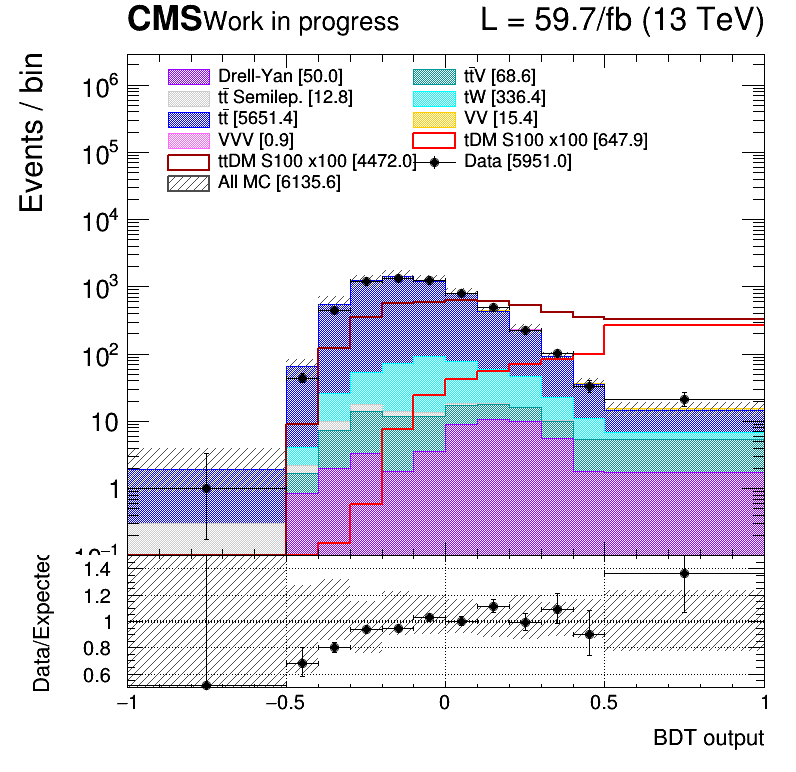 CMS Work in progress L = 59.7/fb (13 TeV)
Events / bin
Drell-Yan [50.0] tt̄V [68.6]
tt̄ Semilep. [12.8] tW [336.4]
tt̄ [5651.4] VV [15.4]
VVV [0.9] tDM S100 x100 [647.9]
ttDM S100 x100 [4472.0] Data [5951.0]
All MC [6135.6]
10⁶
10⁵
10⁴
10³
10²
10
1
10⁻¹
Data/Expected
1.4
1.2
1
0.8
0.6
−1 −0.5 0 0.5 1
BDT output